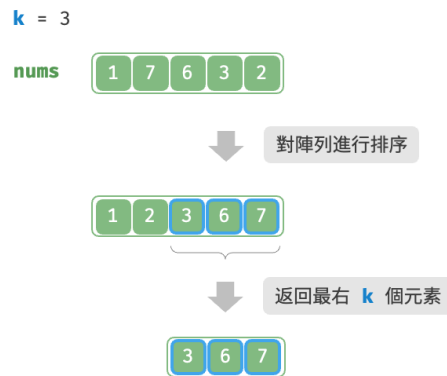 k = 3
nums 1 7 6 3 2
對陣列進行排序
1 2 3 6 7
返回最右 k 個元素
3 6 7